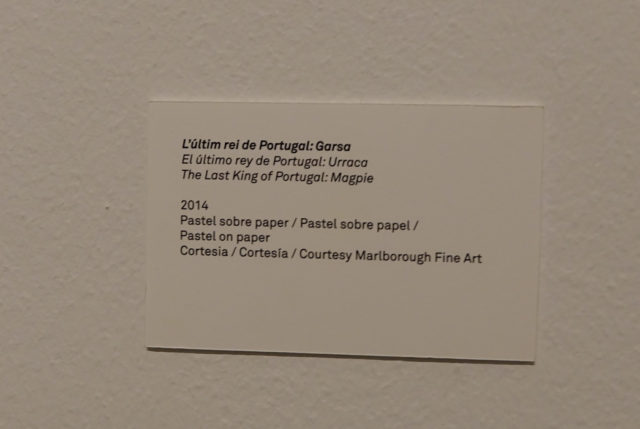 L'últim rei de Portugal: Garsa
El último rey de Portugal: Urraca
The Last King of Portugal: Magpie
2014
Pastel sobre paper / Pastel sobre papel /
Pastel on paper
Cortesia / Cortesía / Courtesy Marlborough Fine Art